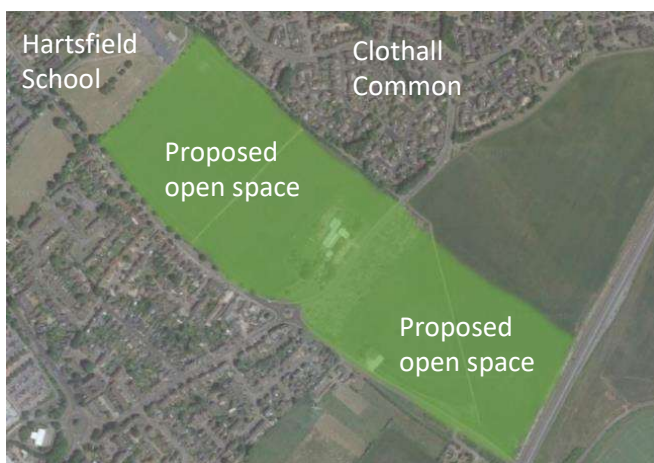 Hartsfield
School
Clothall
Common
Proposed
open space
Proposed
open space